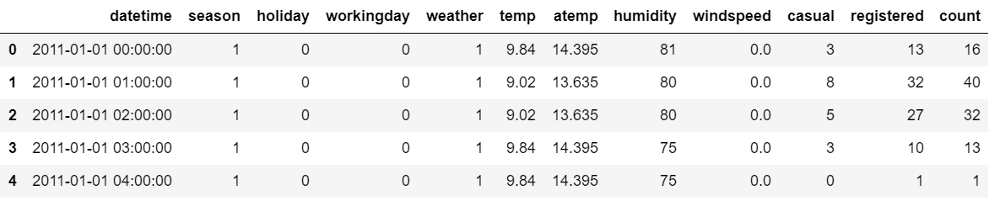 datetime season holiday workingday weather temp atemp humidity windspeed casual registered count
0 2011-01-01 00:00:00 1 0 0 1 9.84 14.395 81 0.0 3 13 16
1 2011-01-01 01:00:00 1 0 0 1 9.02 13.635 80 0.0 8 32 40
2 2011-01-01 02:00:00 1 0 0 1 9.02 13.635 80 0.0 5 27 32
3 2011-01-01 03:00:00 1 0 0 1 9.84 14.395 75 0.0 3 10 13
4 2011-01-01 04:00:00 1 0 0 1 9.84 14.395 75 0.0 0 1 1